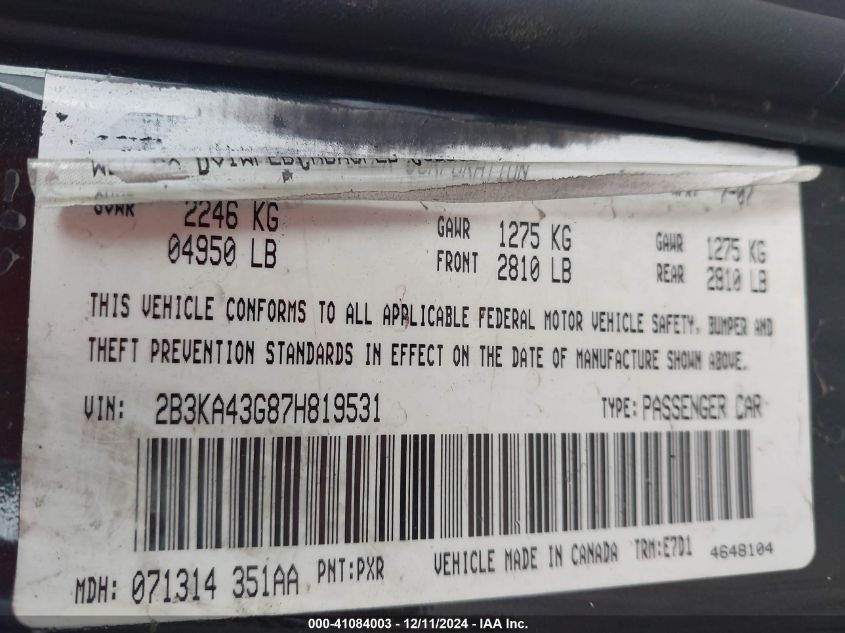 CORPORATION
GVWR 2246 KG GAWR 1275 KG GAWR 1275 KG
04950 LB FRONT 2810 LB REAR 2810 LB
THIS VEHICLE CONFORMS TO ALL APPLICABLE FEDERAL MOTOR VEHICLE SAFETY, BUMPER AND
THEFT PREVENTION STANDARDS IN EFFECT ON THE DATE OF MANUFACTURE SHOWN ABOVE.
VIN: 2B3KA43G87H819531 TYPE: PASSENGER CAR
MDH: 071314 351AA PNT:PXR VEHICLE MADE IN CANADA TRM:E7D1 4648104
000-41084003 - 12/11/2024 - IAA Inc.